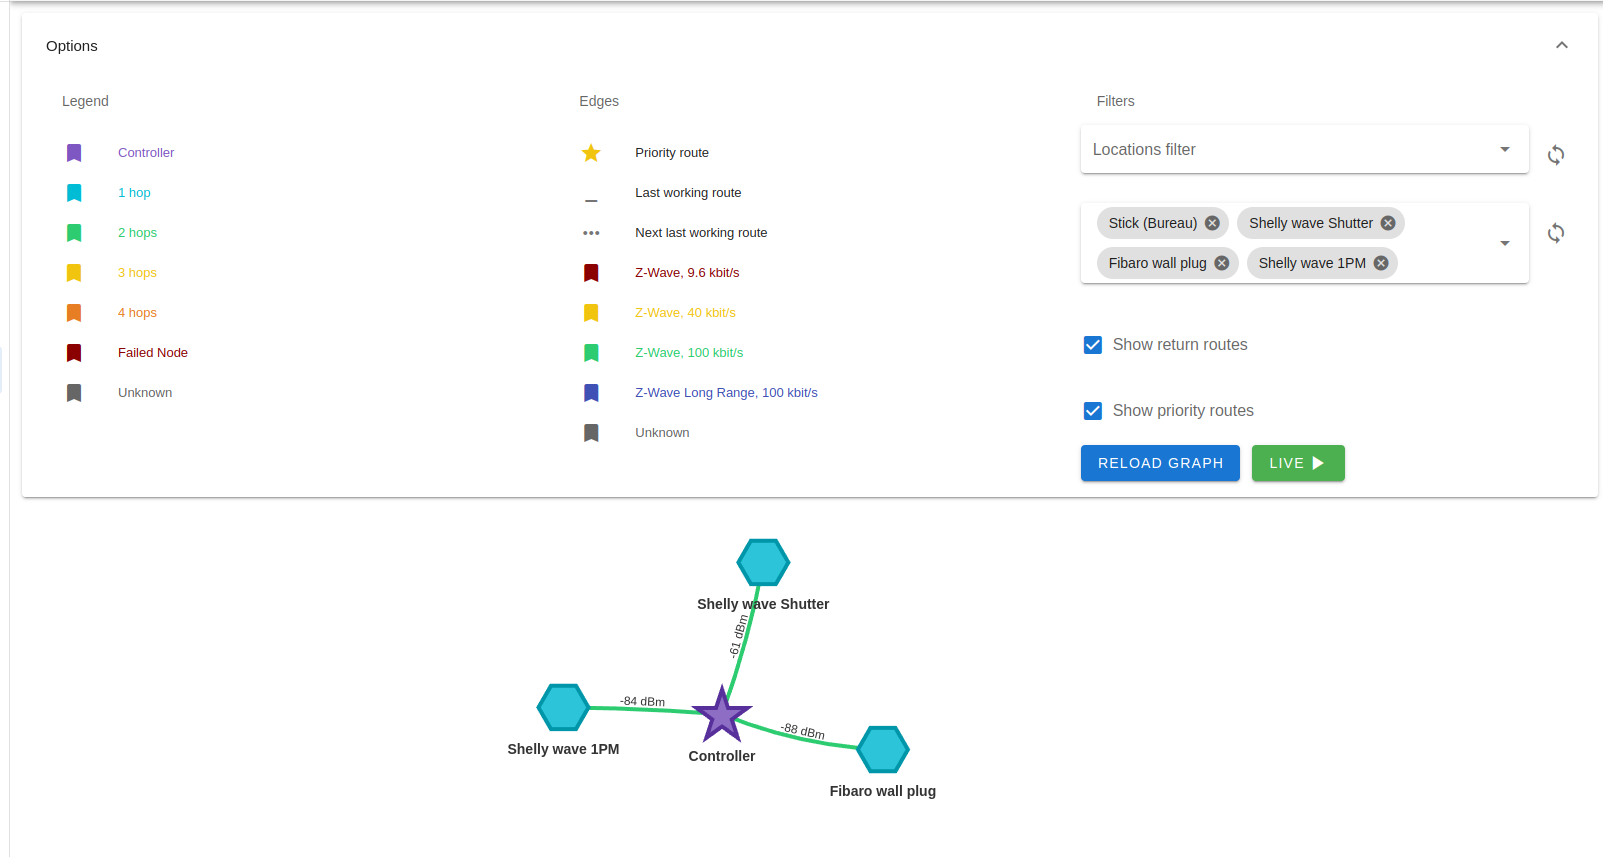 Options
Legend
Controller
1 hop
2 hops
3 hops
4 hops
Failed Node
Unknown
Edges
Priority route
Last working route
Next last working route
Z-Wave, 9.6 kbit/s
Z-Wave, 40 kbit/s
Z-Wave, 100 kbit/s
Z-Wave Long Range, 100 kbit/s
Unknown
Filters
Locations filter
Stick (Bureau) Shelly wave Shutter
Fibaro wall plug Shelly wave 1PM
Show return routes
Show priority routes
RELOAD GRAPH LIVE
Shelly wave Shutter
-61 dBm
-84 dBm
-88 dBm
Shelly wave 1PM
Controller
Fibaro wall plug